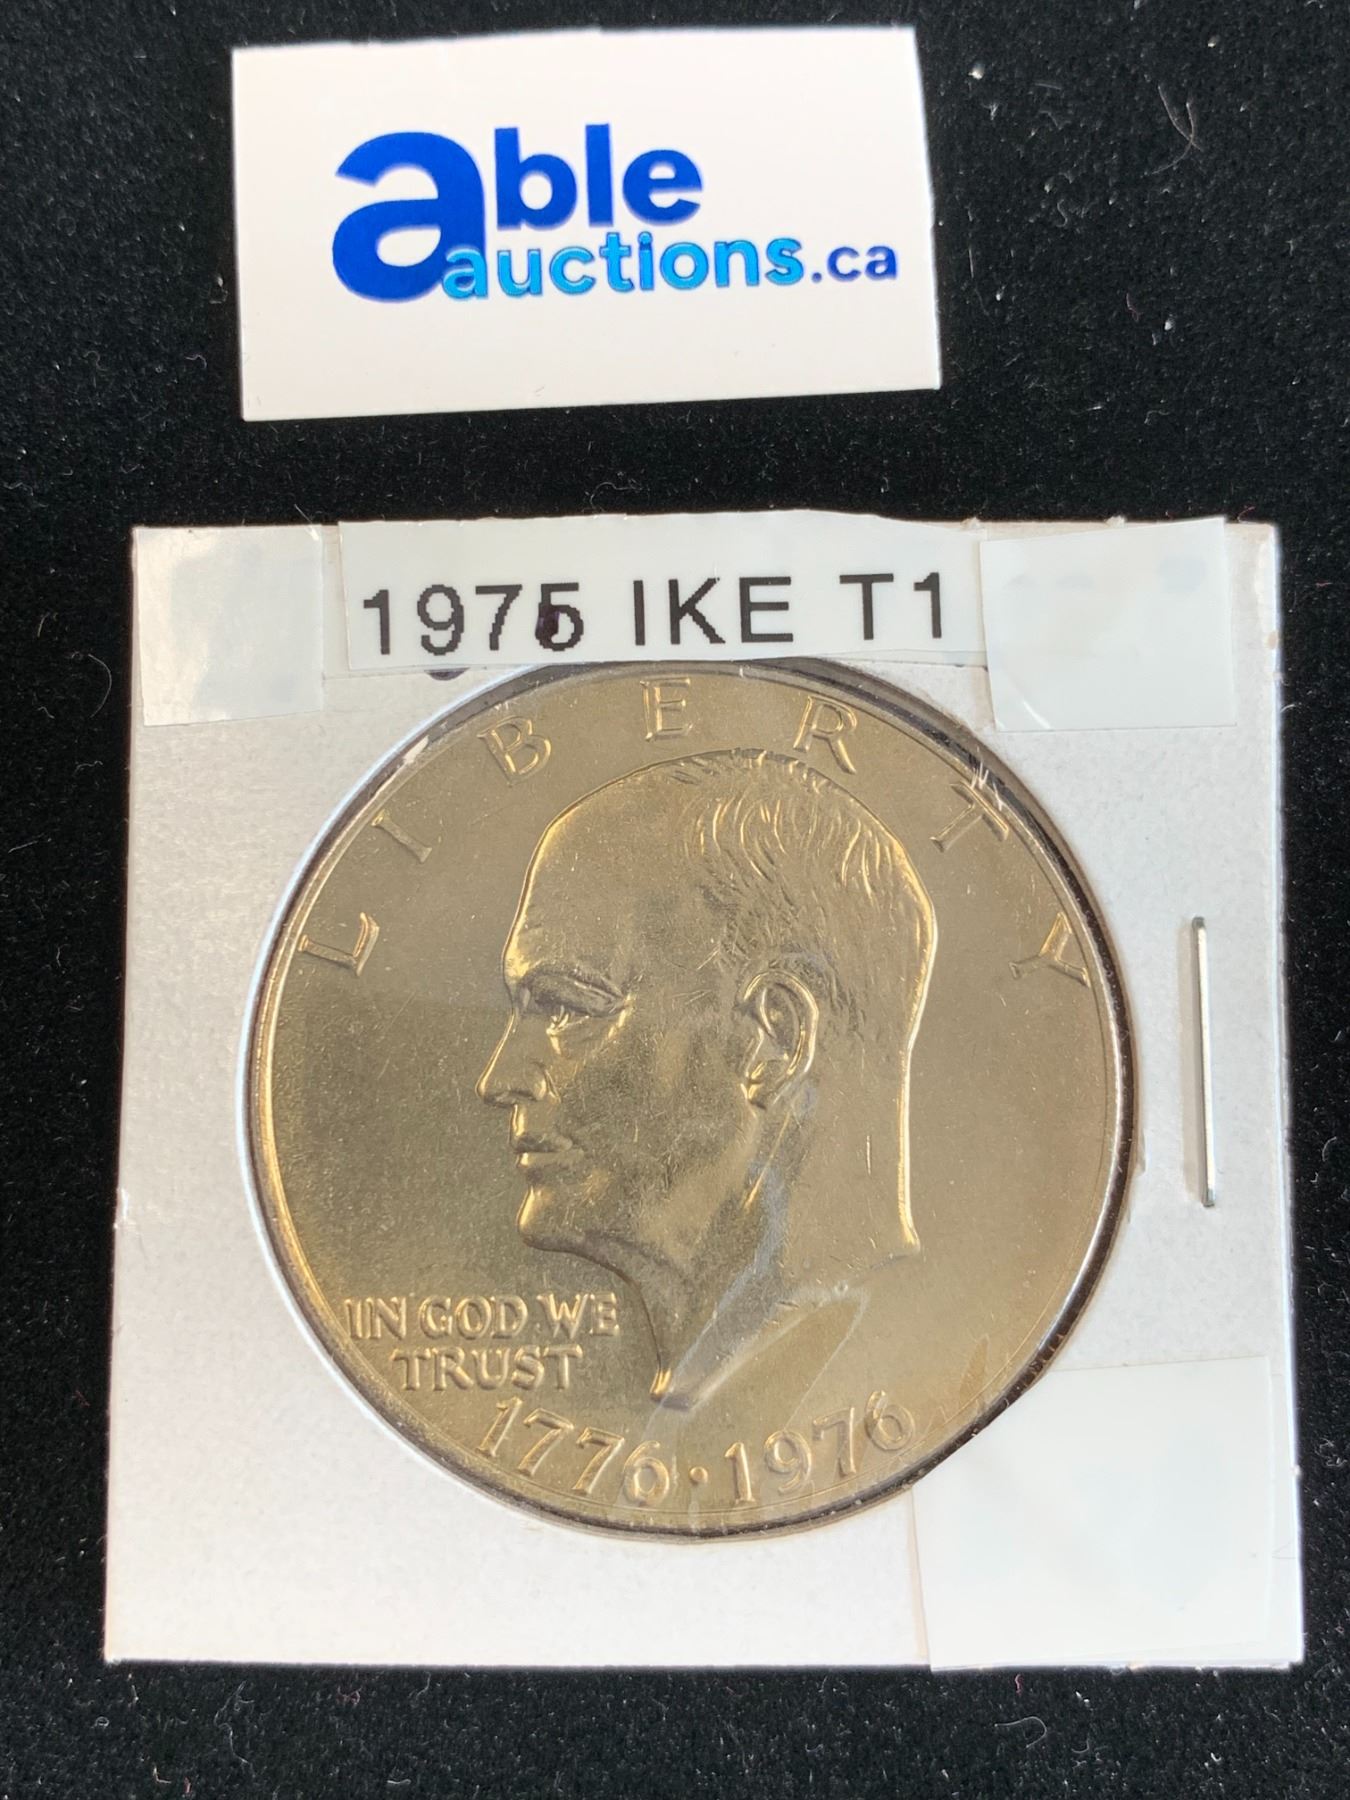 able
auctions.ca
1976 IKE T1
LIBERTY
IN GOD WE
TRUST
1776·1976